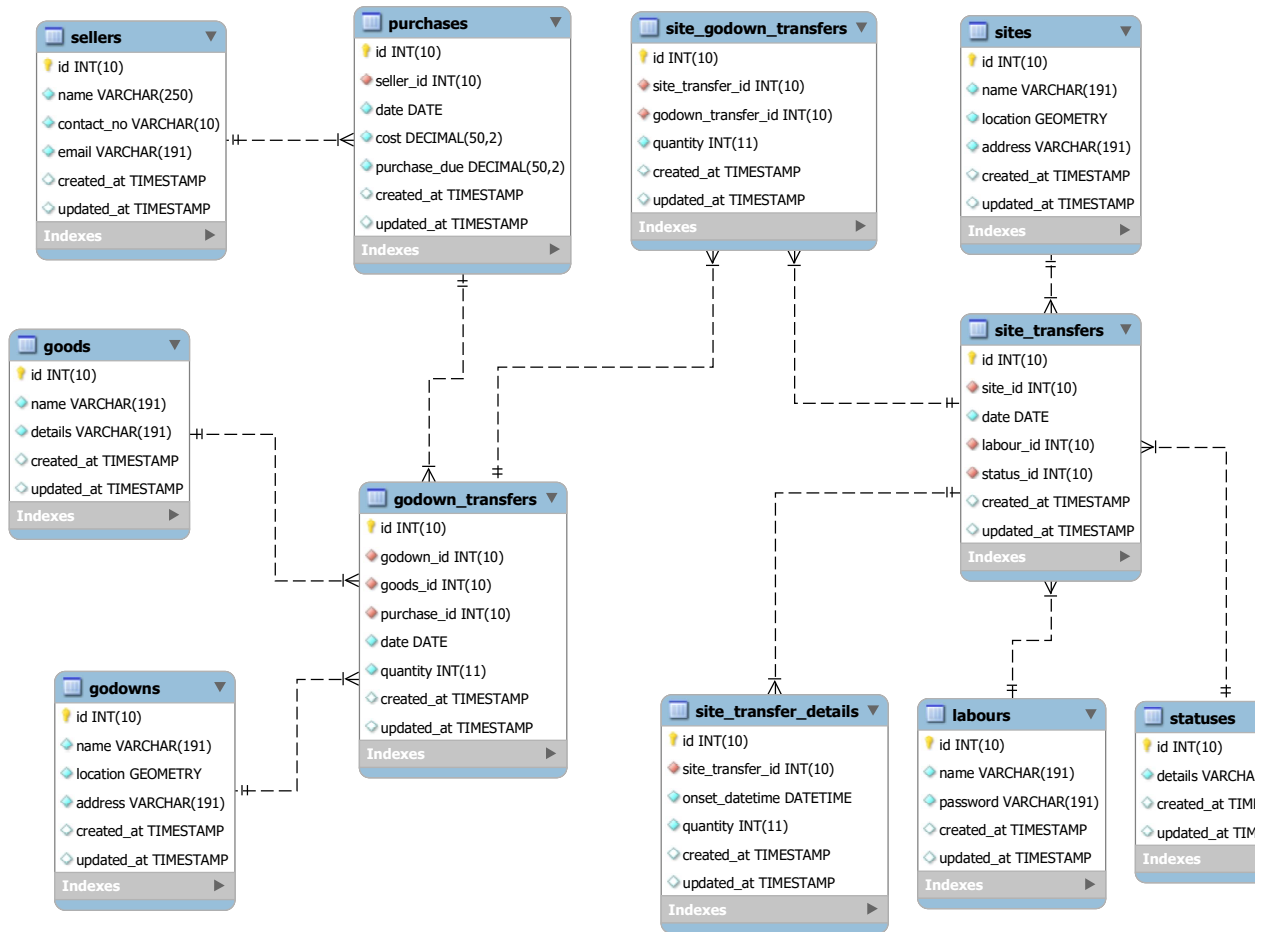 sellers
id INT(10)
name VARCHAR(250)
contact_no VARCHAR(10)
email VARCHAR(191)
created_at TIMESTAMP
updated_at TIMESTAMP
Indexes
purchases
id INT(10)
seller_id INT(10)
date DATE
cost DECIMAL(50,2)
purchase_due DECIMAL(50,2)
created_at TIMESTAMP
updated_at TIMESTAMP
Indexes
site_godown_transfers
id INT(10)
site_transfer_id INT(10)
godown_transfer_id INT(10)
quantity INT(11)
created_at TIMESTAMP
updated_at TIMESTAMP
Indexes
sites
id INT(10)
name VARCHAR(191)
location GEOMETRY
address VARCHAR(191)
created_at TIMESTAMP
updated_at TIMESTAMP
Indexes
goods
id INT(10)
name VARCHAR(191)
details VARCHAR(191)
created_at TIMESTAMP
updated_at TIMESTAMP
Indexes
godown_transfers
id INT(10)
godown_id INT(10)
goods_id INT(10)
purchase_id INT(10)
date DATE
quantity INT(11)
created_at TIMESTAMP
updated_at TIMESTAMP
Indexes
site_transfers
id INT(10)
site_id INT(10)
date DATE
labour_id INT(10)
status_id INT(10)
created_at TIMESTAMP
updated_at TIMESTAMP
Indexes
godowns
id INT(10)
name VARCHAR(191)
location GEOMETRY
address VARCHAR(191)
created_at TIMESTAMP
updated_at TIMESTAMP
Indexes
site_transfer_details
id INT(10)
site_transfer_id INT(10)
onset_datetime DATETIME
quantity INT(11)
created_at TIMESTAMP
updated_at TIMESTAMP
Indexes
labours
id INT(10)
name VARCHAR(191)
password VARCHAR(191)
created_at TIMESTAMP
updated_at TIMESTAMP
Indexes
statuses
id INT(10)
details VARCHA
created_at TIM
updated_at TIM
Indexes